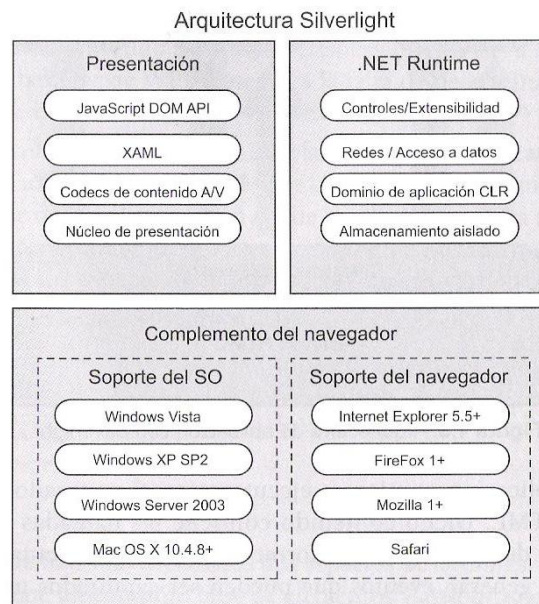 Arquitectura Silverlight
Presentación
JavaScript DOM API
XAML
Codecs de contenido A/V
Núcleo de presentación
.NET Runtime
Controles/Extensibilidad
Redes / Acceso a datos
Dominio de aplicación CLR
Almacenamiento aislado
Complemento del navegador
Soporte del SO
Windows Vista
Windows XP SP2
Windows Server 2003
Mac OS X 10.4.8+
Soporte del navegador
Internet Explorer 5.5+
FireFox 1+
Mozilla 1+
Safari